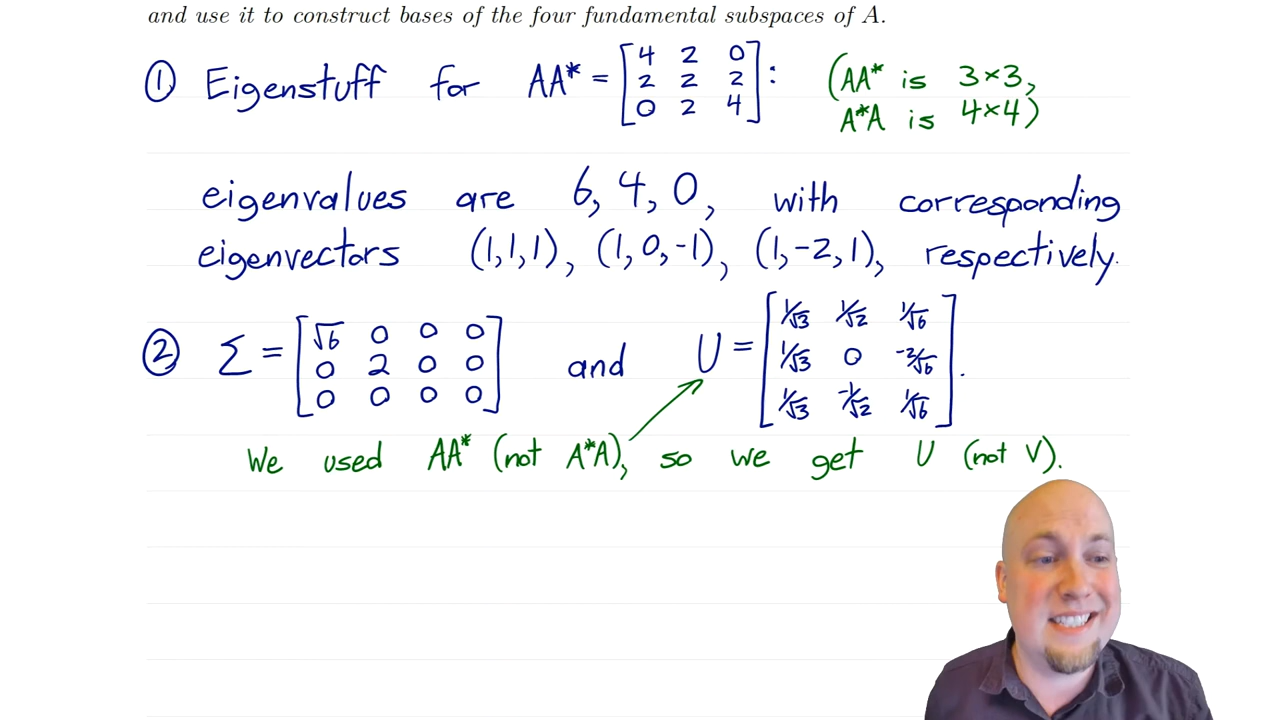 and use it to construct bases of the four fundamental subspaces of A.
① Eigenstuff for AA* = [4 2 0; 2 2 2; 0 2 4] : (AA* is 3×3,
A*A is 4×4)
eigenvalues are 6, 4, 0, with corresponding
eigenvectors (1,1,1), (1,0,-1), (1,-2,1), respectively.
② Σ = [√6 0 0 0; 0 2 0 0; 0 0 0 0] and U = [1/√3 1/√2 1/√6; 1/√3 0 -2/√6; 1/√3 -1/√2 1/√6].
We used AA* (not A*A), so we get U (not V).